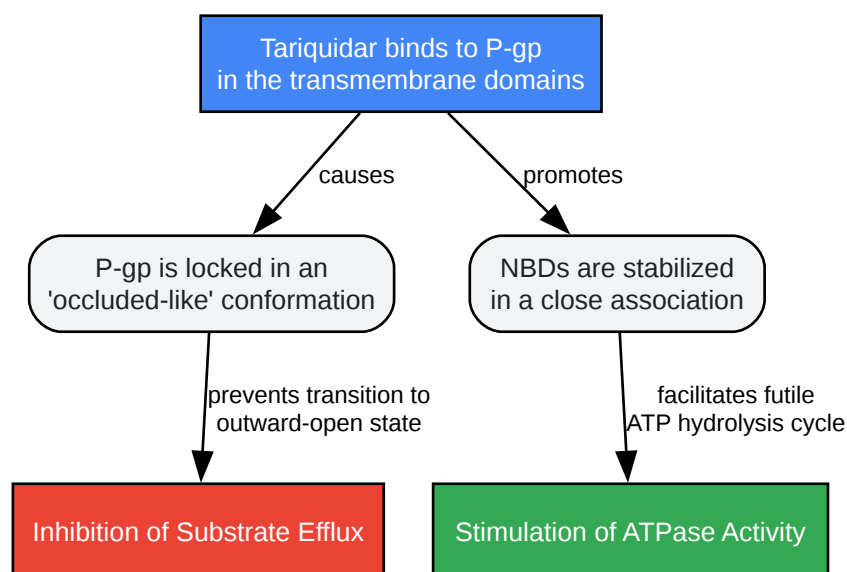 Tariquidar binds to P-gp
in the transmembrane domains
causes
promotes
P-gp is locked in an
'occluded-like' conformation
NBDs are stabilized
in a close association
prevents transition to
outward-open state
facilitates futile
ATP hydrolysis cycle
Inhibition of Substrate Efflux
Stimulation of ATPase Activity